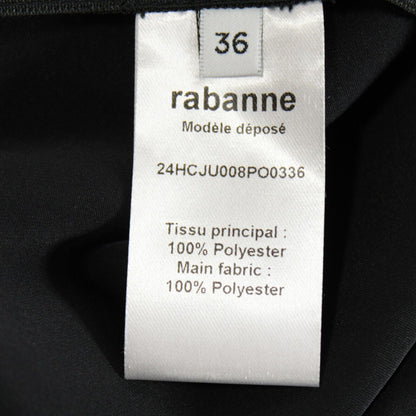 36
rabanne
Modèle déposé
24HCJU008PO0336
Tissu principal :
100% Polyester
Main fabric :
100% Polyester